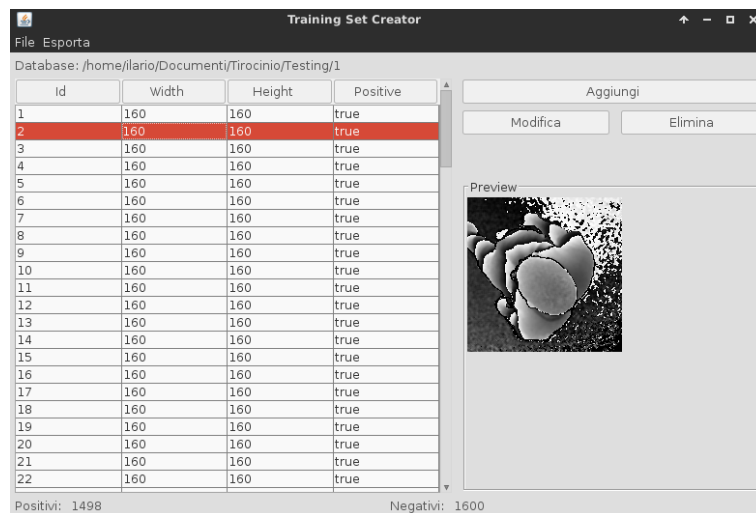 Training Set Creator
File Esporta
Database: /home/ilario/Documenti/Tirocinio/Testing/1
Id Width Height Positive
1 160 160 true
2 160 160 true
3 160 160 true
4 160 160 true
5 160 160 true
6 160 160 true
7 160 160 true
8 160 160 true
9 160 160 true
10 160 160 true
11 160 160 true
12 160 160 true
13 160 160 true
14 160 160 true
15 160 160 true
16 160 160 true
17 160 160 true
18 160 160 true
19 160 160 true
20 160 160 true
21 160 160 true
22 160 160 true
Aggiungi
Modifica Elimina
Preview
Positivi: 1498 Negativi: 1600